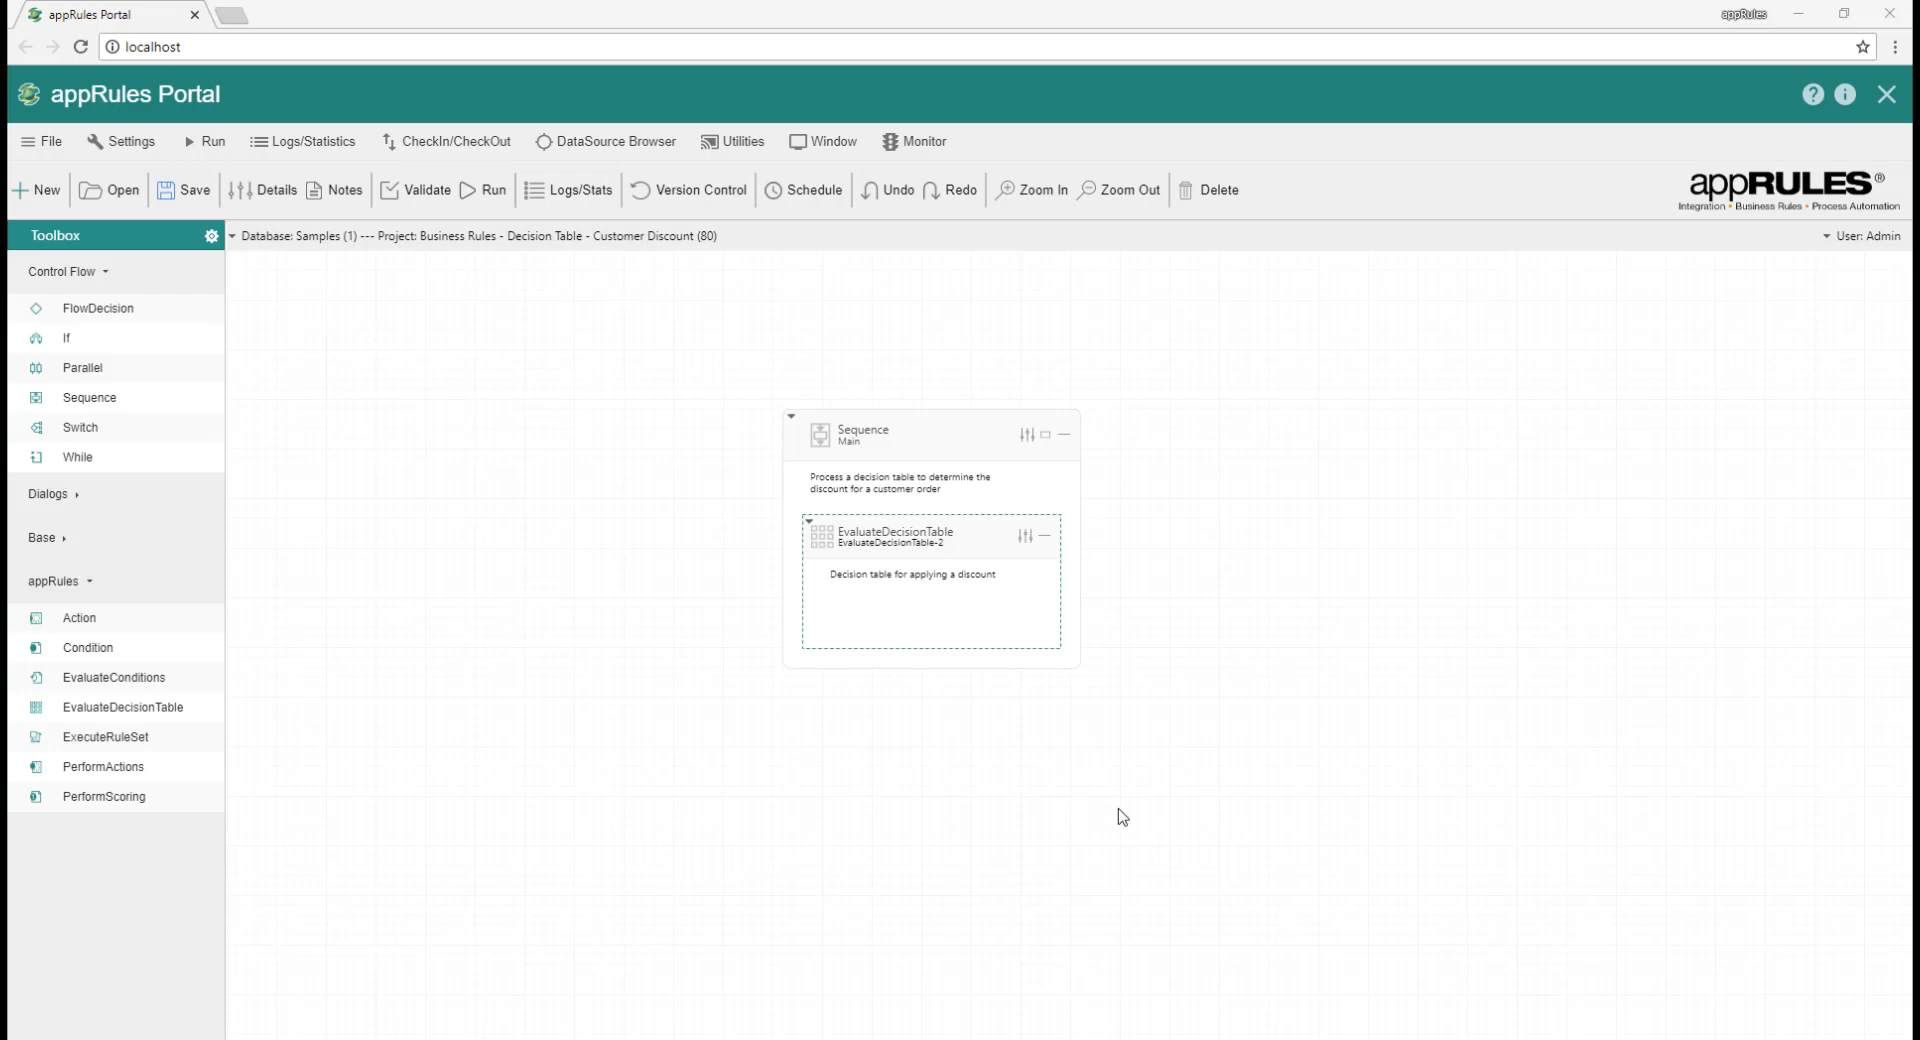 appRules Portal
appRules
localhost
appRules Portal
File Settings Run Logs/Statistics CheckIn/CheckOut DataSource Browser Utilities Window Monitor
New Open Save Details Notes Validate Run Logs/Stats Version Control Schedule Undo Redo Zoom In Zoom Out Delete
appRULES®
Integration • Business Rules • Process Automation
Toolbox
Database: Samples (1) --- Project: Business Rules - Decision Table - Customer Discount (80)
User: Admin
Control Flow
FlowDecision
If
Parallel
Sequence
Switch
While
Dialogs
Base
appRules
Action
Condition
EvaluateConditions
EvaluateDecisionTable
ExecuteRuleSet
PerformActions
PerformScoring
Sequence
Main
Process a decision table to determine the
discount for a customer order
EvaluateDecisionTable
EvaluateDecisionTable-2
Decision table for applying a discount